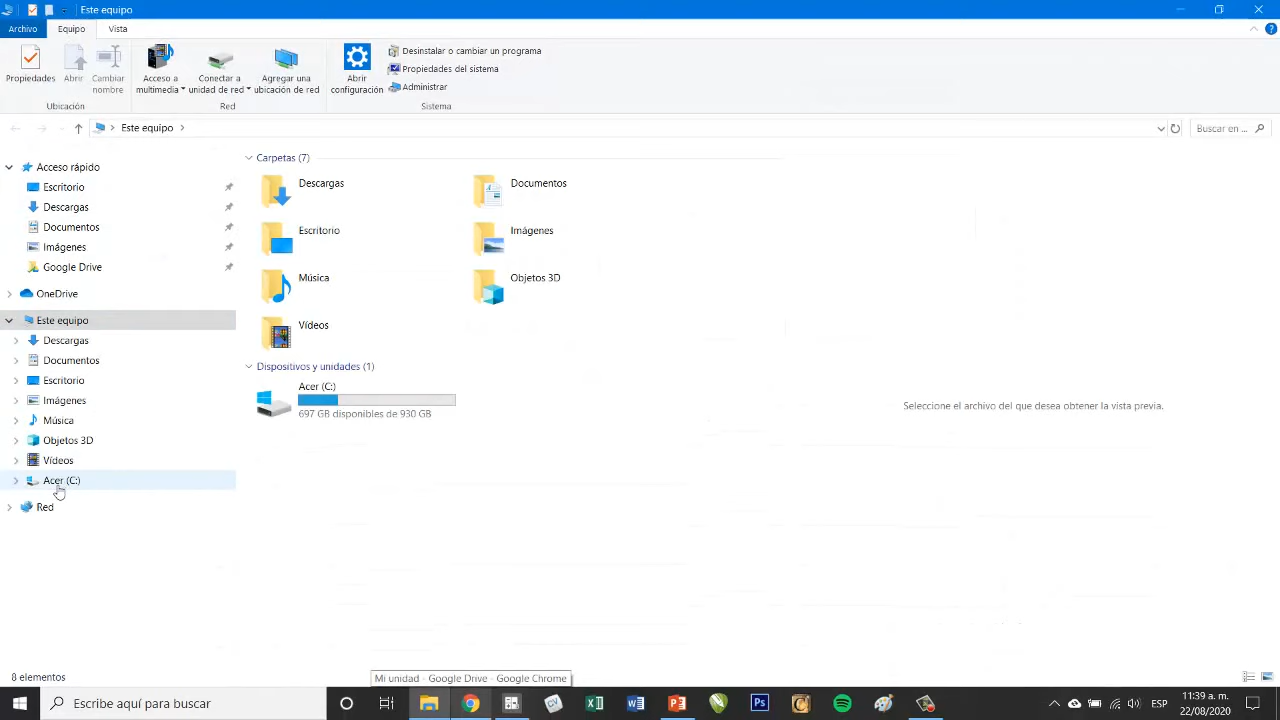 Este equipo
Archivo
Equipo
Vista
Propiedades
Abrir
Cambiar
nombre
Acceso a
multimedia
Conectar a
unidad de red
Agregar una
ubicación de red
Abrir
configuración
Desinstalar o cambiar un programa
Propiedades del sistema
Administrar
Ubicación
Red
Sistema
Este equipo
Buscar en ...
Acceso rápido
Escritorio
Descargas
Documentos
Imágenes
Google Drive
OneDrive
Este equipo
Descargas
Documentos
Escritorio
Imágenes
Música
Objetos 3D
Vídeos
Acer (C:)
Red
Carpetas (7)
Descargas
Documentos
Escritorio
Imágenes
Música
Objetos 3D
Vídeos
Dispositivos y unidades (1)
Acer (C:)
697 GB disponibles de 930 GB
Seleccione el archivo del que desea obtener la vista previa.
8 elementos
Mi unidad - Google Drive - Google Chrome
Escribe aquí para buscar
Ps
ESP
11:39 a. m.
22/08/2020